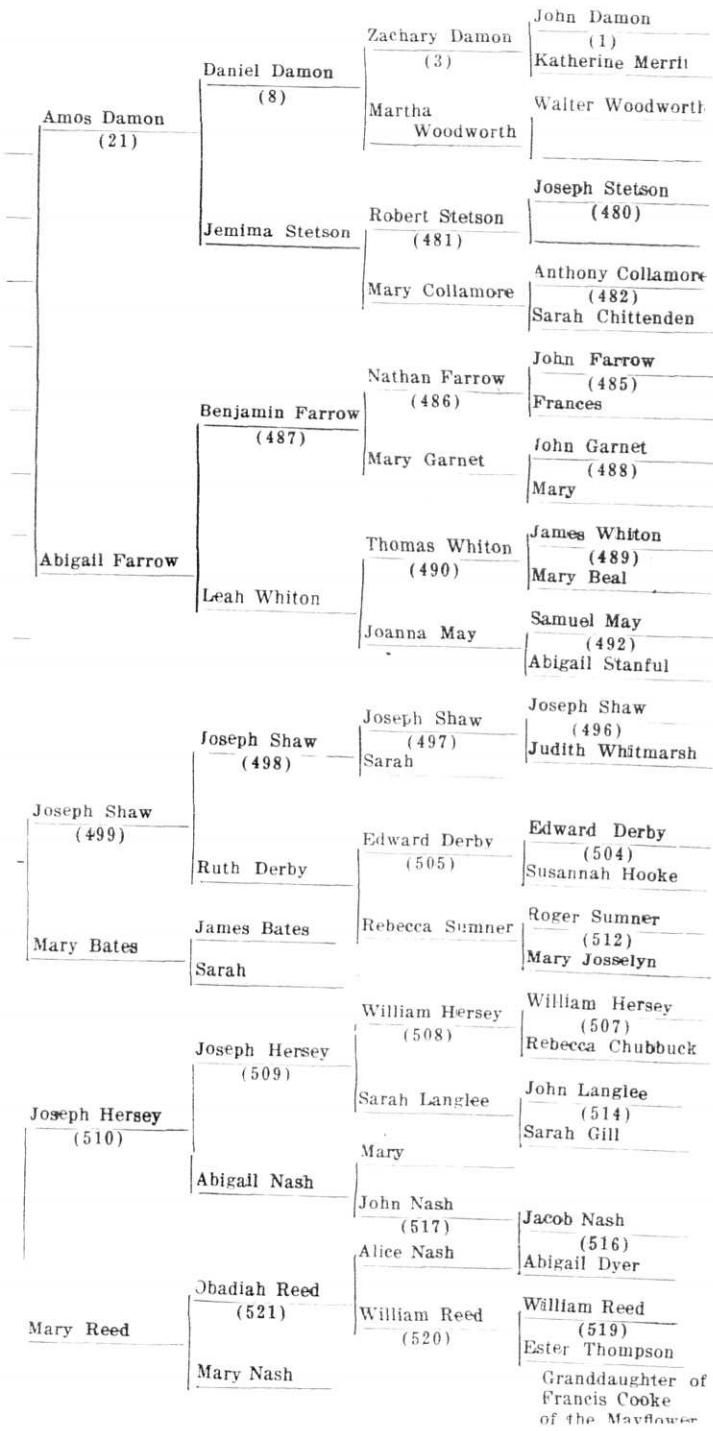 John Damon
Zachary Damon
(1)
(3)
Katherine Merrit
Daniel Damon
(8)
Martha
Woodworth
Walter Woodworth
Amos Damon
(21)
Joseph Stetson
Robert Stetson
(480)
Jemima Stetson
(481)
Anthony Collamore
Mary Collamore
(482)
Sarah Chittenden
John Farrow
Nathan Farrow
(485)
(486)
Frances
Benjamin Farrow
(487)
John Garnet
Mary Garnet
(488)
Mary
James Whiton
Thomas Whiton
(489)
Abigail Farrow
(490)
Mary Beal
Leah Whiton
Samuel May
Joanna May
(492)
Abigail Stanful
Joseph Shaw
Joseph Shaw
(496)
Joseph Shaw
(497)
Judith Whitmarsh
(498)
Sarah
Joseph Shaw
(499)
Edward Derby
Edward Derby
(504)
Ruth Derby
(505)
Susannah Hooke
Roger Sumner
James Bates
Rebecca Sumner
(512)
Mary Bates
Mary Josselyn
Sarah
William Hersey
William Hersey
(507)
(508)
Rebecca Chubbuck
Joseph Hersey
(509)
John Langlee
Sarah Langlee
(514)
Joseph Hersey
Sarah Gill
(510)
Mary
Abigail Nash
John Nash
Jacob Nash
(517)
(516)
Alice Nash
Abigail Dyer
Obadiah Reed
William Reed
William Reed
(521)
(519)
Mary Reed
(520)
Ester Thompson
Mary Nash
Granddaughter of
Francis Cooke
of the Mayflower